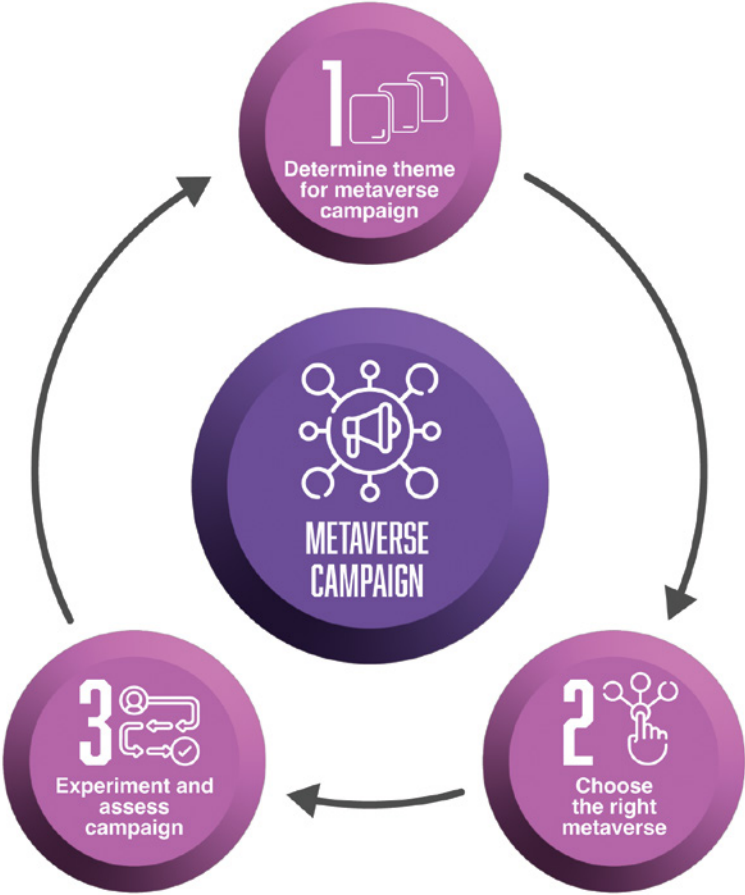 1
Determine theme
for metaverse
campaign
METAVERSE
CAMPAIGN
2
Choose
the right
metaverse
3
Experiment and
assess
campaign